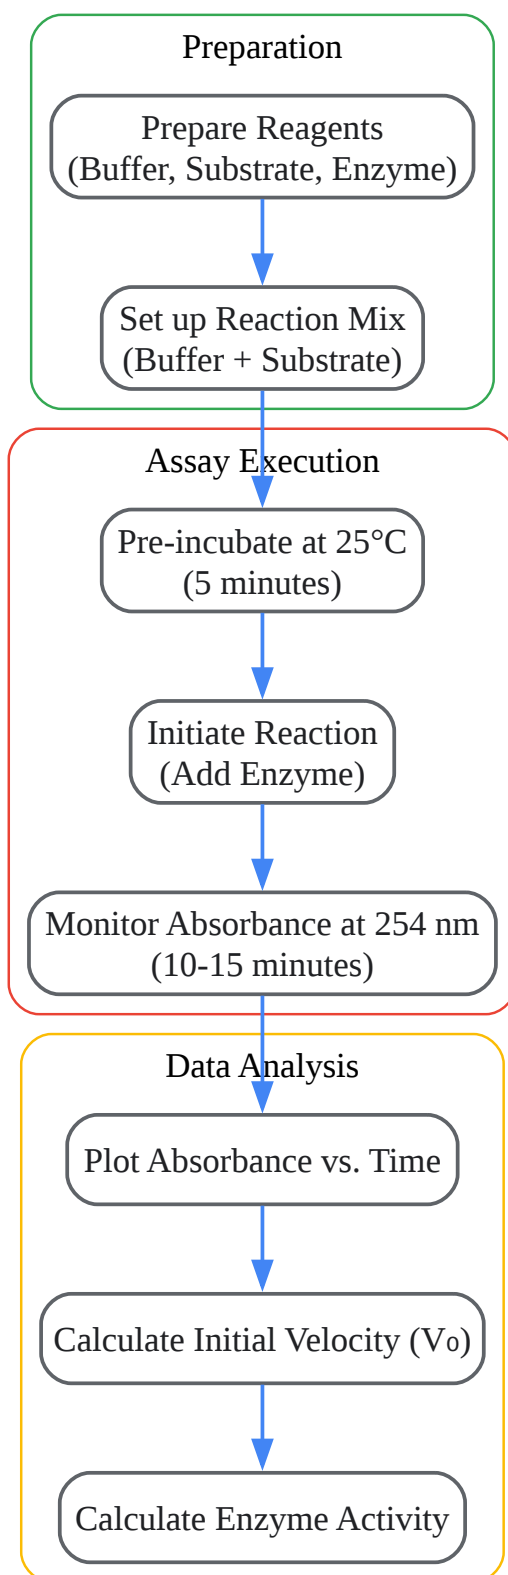 Preparation
Prepare Reagents
(Buffer, Substrate, Enzyme)
Set up Reaction Mix
(Buffer + Substrate)
Assay Execution
Pre-incubate at 25°C
(5 minutes)
Initiate Reaction
(Add Enzyme)
Monitor Absorbance at 254 nm
(10-15 minutes)
Data Analysis
Plot Absorbance vs. Time
Calculate Initial Velocity (V₀)
Calculate Enzyme Activity